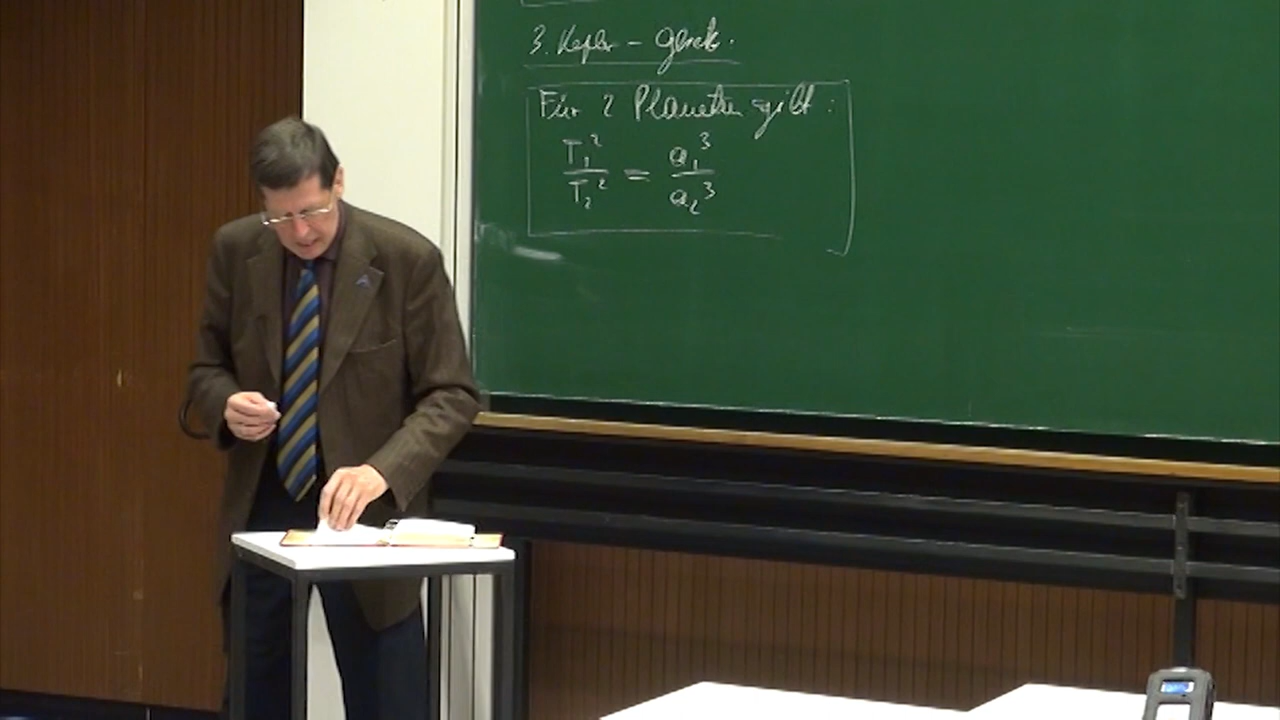 3. Kepler - Gesetz.
Für 2 Planeten gilt:
T₁² / T₂² = a₁³ / a₂³